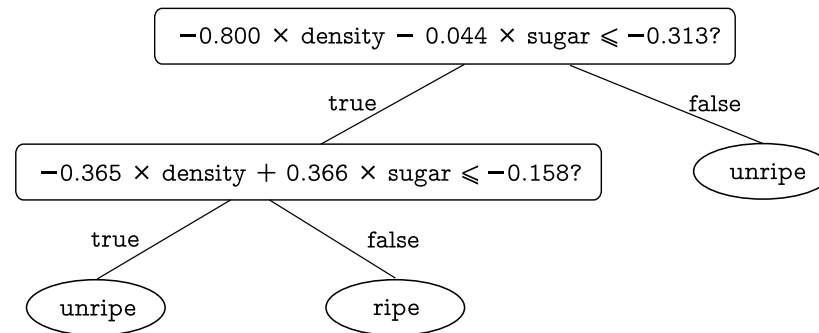 −0.800 × density − 0.044 × sugar ⩽ −0.313?
true
false
−0.365 × density + 0.366 × sugar ⩽ −0.158?
unripe
true
false
unripe
ripe